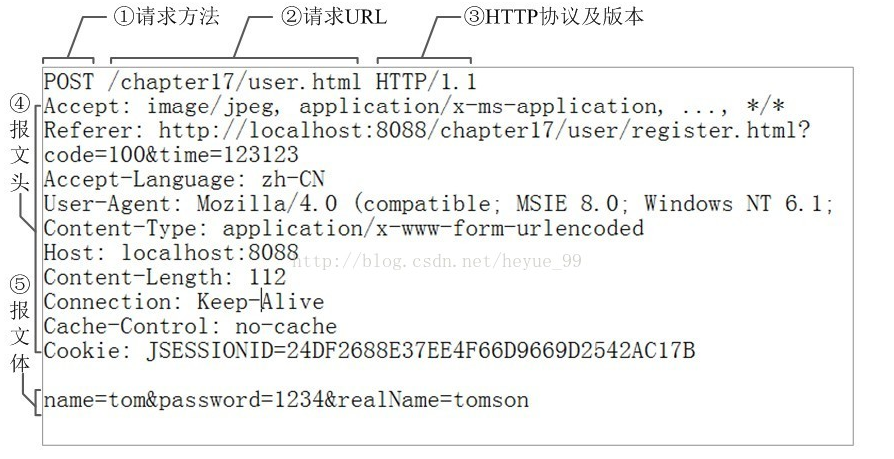 ①请求方法 ②请求URL ③HTTP协议及版本
POST /chapter17/user.html HTTP/1.1
④报文头
Accept: image/jpeg, application/x-ms-application, ..., */*
Referer: http://localhost:8088/chapter17/user/register.html?
code=100&time=123123
Accept-Language: zh-CN
User-Agent: Mozilla/4.0 (compatible; MSIE 8.0; Windows NT 6.1;
Content-Type: application/x-www-form-urlencoded
Host: localhost:8088
http://blog.csdn.net/heyue_99
Content-Length: 112
Connection: Keep-Alive
Cache-Control: no-cache
Cookie: JSESSIONID=24DF2688E37EE4F66D9669D2542AC17B
⑤报文体
name=tom&password=1234&realName=tomson